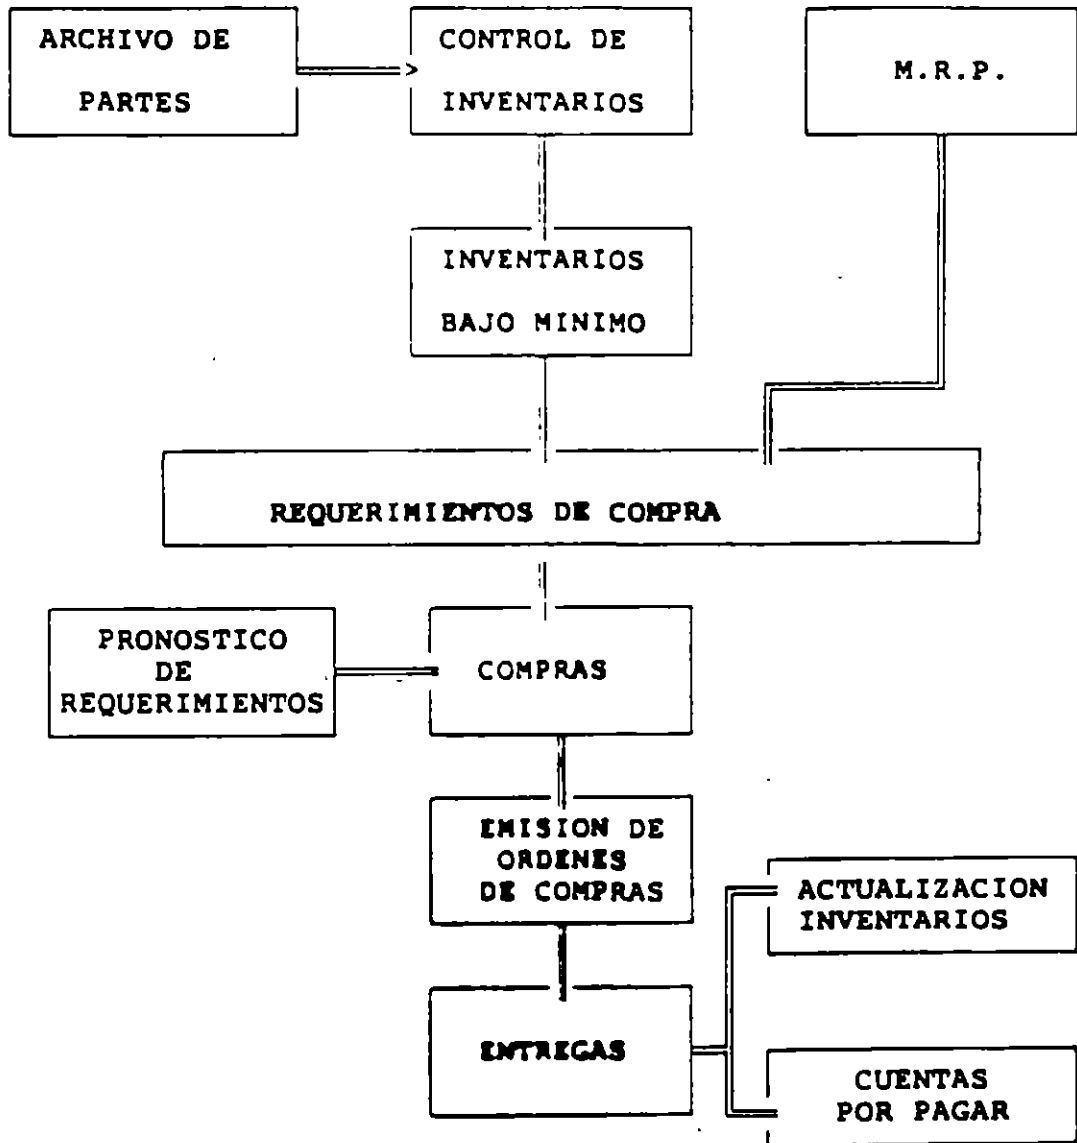 ARCHIVO DE
PARTES
CONTROL DE
INVENTARIOS
M.R.P.
INVENTARIOS
BAJO MINIMO
REQUERIMIENTOS DE COMPRA
PRONOSTICO
DE
REQUERIMIENTOS
COMPRAS
EMISION DE
ORDENES
DE COMPRAS
ACTUALIZACION
INVENTARIOS
ENTREGAS
CUENTAS
POR PAGAR